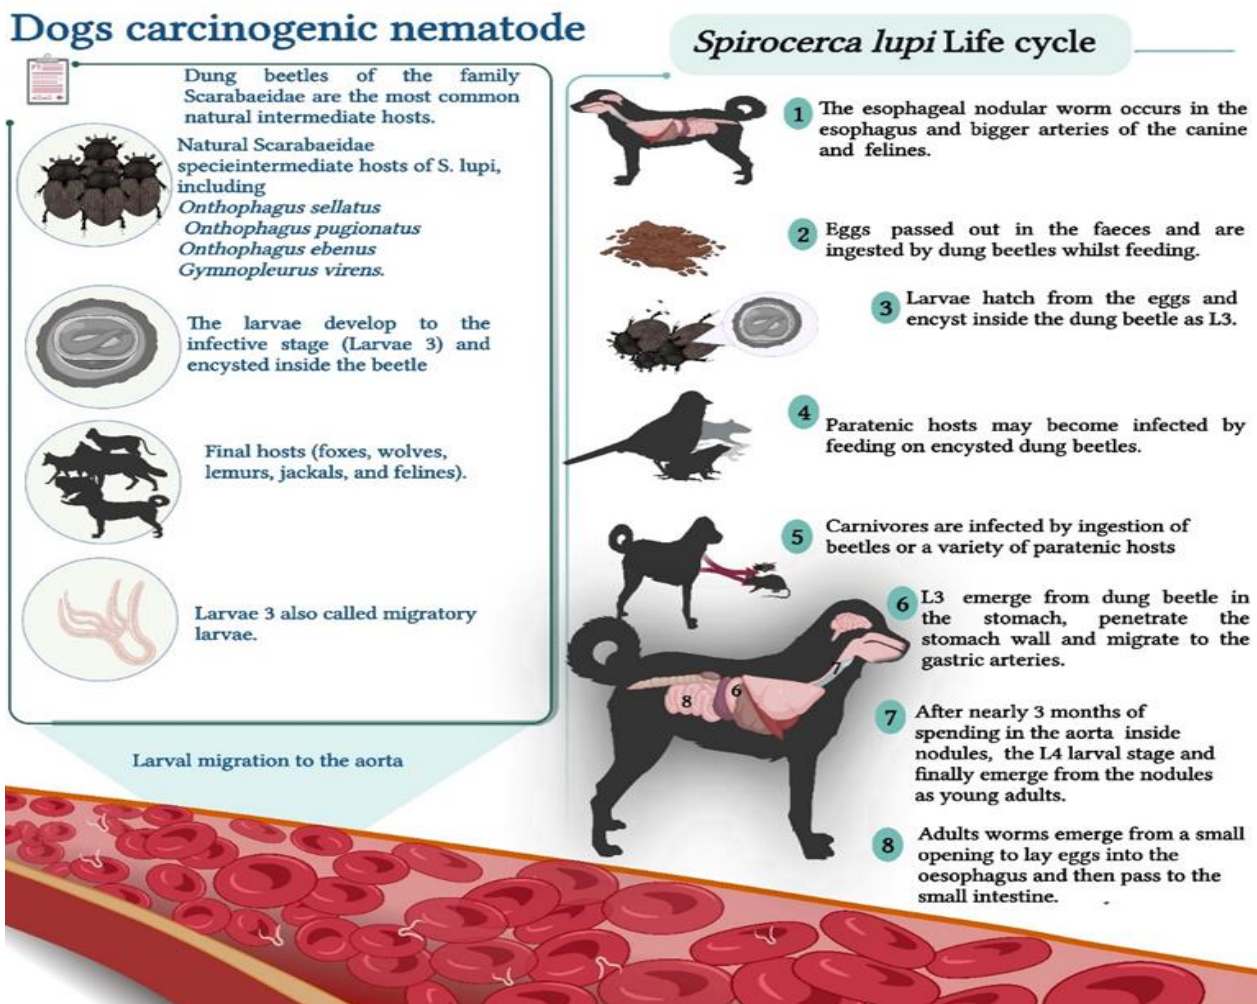 Dogs carcinogenic nematode
Dung beetles of the family
Scarabaeidae are the most common
natural intermediate hosts.
Natural Scarabaeidae
specieintermediate hosts of S. lupi,
including
Onthophagus sellatus
Onthophagus pugionatus
Onthophagus ebenus
Gymnopleurus virens.
The larvae develop to the
infective stage (Larvae 3) and
encysted inside the beetle
Final hosts (foxes, wolves,
lemurs, jackals, and felines).
Larvae 3 also called migratory
larvae.
Larval migration to the aorta
Spirocerca lupi Life cycle
1 The esophageal nodular worm occurs in the
esophagus and bigger arteries of the canine
and felines.
2 Eggs passed out in the faeces and are
ingested by dung beetles whilst feeding.
3 Larvae hatch from the eggs and
encyst inside the dung beetle as L3.
4 Paratenic hosts may become infected by
feeding on encysted dung beetles.
5 Carnivores are infected by ingestion of
beetles or a variety of paratenic hosts
6 L3 emerge from dung beetle in
the stomach, penetrate the
stomach wall and migrate to the
gastric arteries.
7
8 6
7 After nearly 3 months of
spending in the aorta inside
nodules, the L4 larval stage and
finally emerge from the nodules
as young adults.
8 Adults worms emerge from a small
opening to lay eggs into the
oesophagus and then pass to the
small intestine.